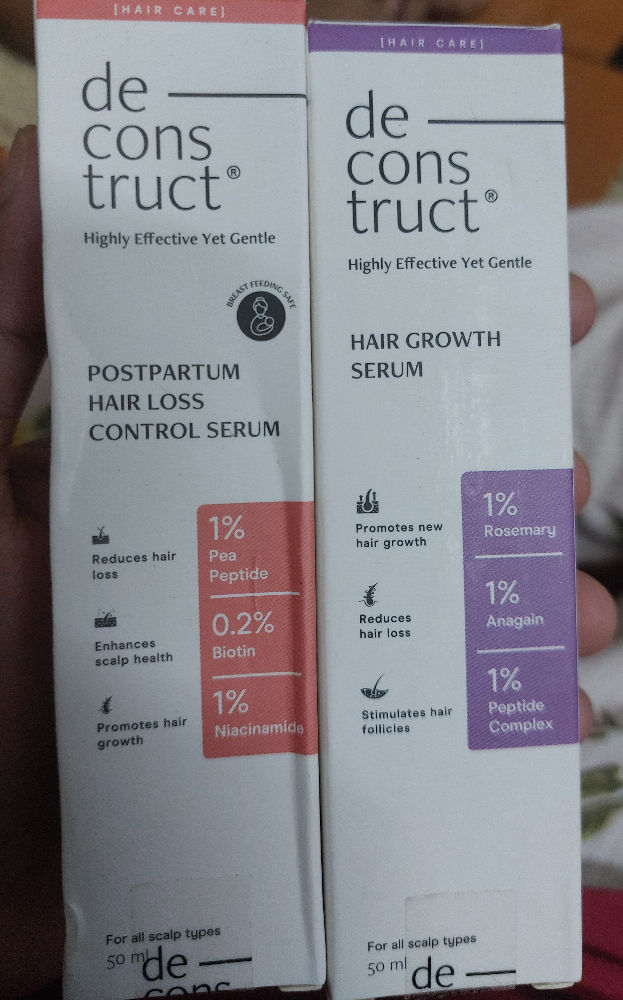 [HAIR CARE]
de
cons
truct®
Highly Effective Yet Gentle
BREAST FEEDING SAFE
POSTPARTUM
HAIR LOSS
CONTROL SERUM
Reduces hair
loss
1%
Pea
Peptide
Enhances
scalp health
0.2%
Biotin
Promotes hair
growth
1%
Niacinamide
For all scalp types
50 ml
de
cons
[HAIR CARE]
de
cons
truct®
Highly Effective Yet Gentle
HAIR GROWTH
SERUM
Promotes new
hair growth
1%
Rosemary
Reduces
hair loss
1%
Anagain
Stimulates hair
follicles
1%
Peptide
Complex
For all scalp types
50 ml
de